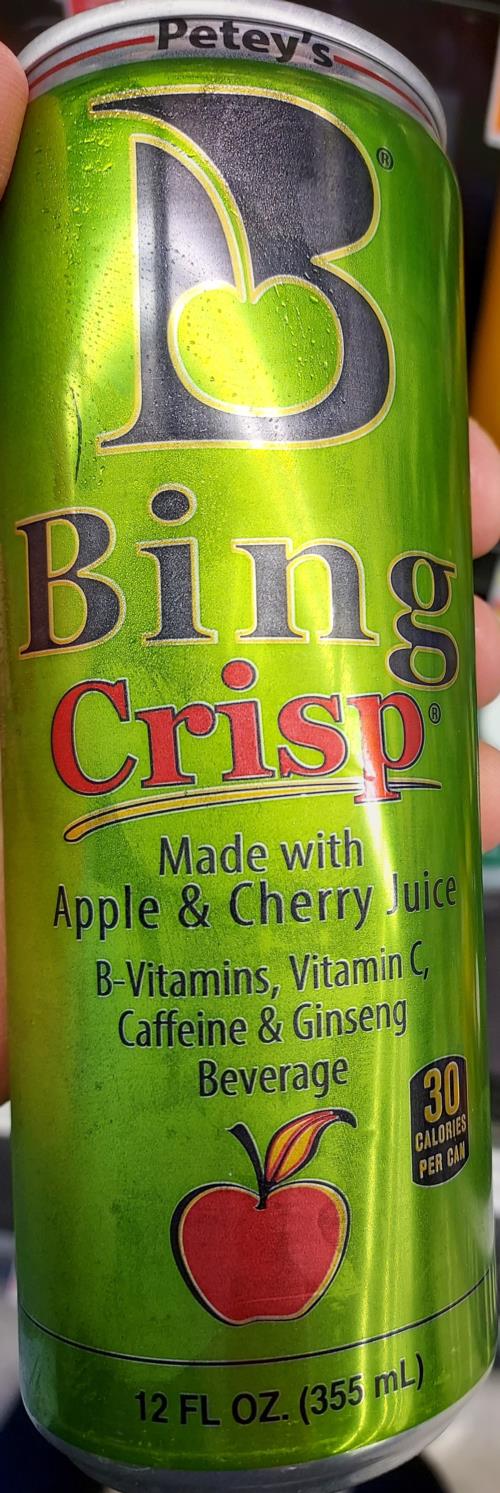 Petey's
B®
Bing
Crisp®
Made with
Apple & Cherry Juice
B-Vitamins, Vitamin C,
Caffeine & Ginseng
Beverage
30
CALORIES
PER CAN
12 FL OZ. (355 mL)